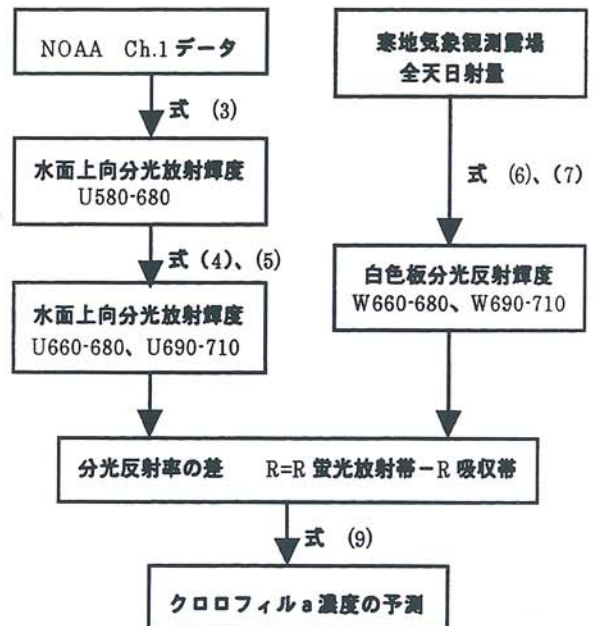 NOAA Ch.1 データ
寒地気象観測露場
全天日射量
式 (3)
水面上向分光放射輝度
U580-680
式 (6)、(7)
式 (4)、(5)
水面上向分光放射輝度
U660-680、U690-710
白色板分光反射輝度
W660-680、W690-710
分光反射率の差 R=R 蛍光放射帯－R 吸収帯
式 (9)
クロロフィルa濃度の予測